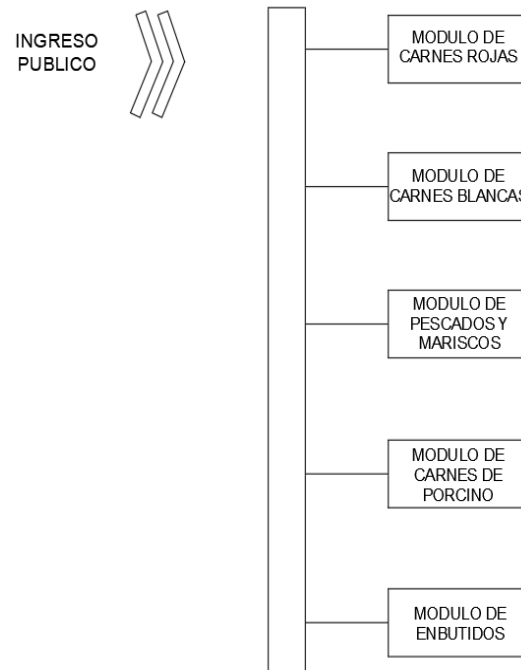 INGRESO
PUBLICO
MODULO DE
CARNES ROJAS
MODULO DE
CARNES BLANCAS
MODULO DE
PESCADOS Y
MARISCOS
MODULO DE
CARNES DE
PORCINO
MODULO DE
ENBUTIDOS